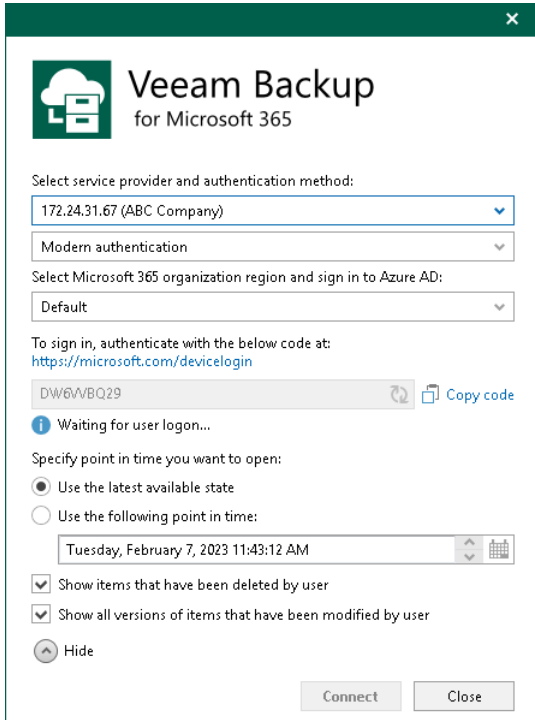 Veeam Backup
for Microsoft 365
Select service provider and authentication method:
172.24.31.67 (ABC Company)
Modern authentication
Select Microsoft 365 organization region and sign in to Azure AD:
Default
To sign in, authenticate with the below code at:
https://microsoft.com/devicelogin
DW6VVBQ29
Copy code
Waiting for user logon...
Specify point in time you want to open:
Use the latest available state
Use the following point in time:
Tuesday, February 7, 2023 11:43:12 AM
Show items that have been deleted by user
Show all versions of items that have been modified by user
Hide
Connect
Close